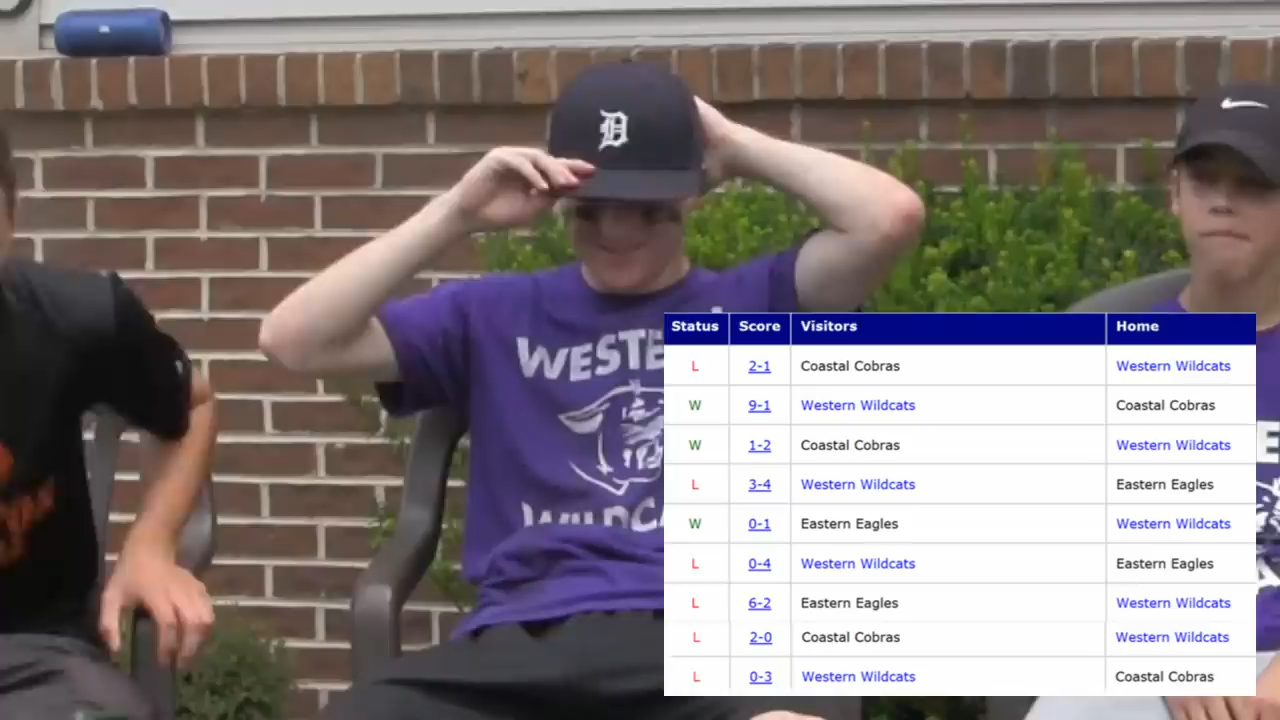 D
WESTE
WILDCA
Status Score Visitors Home
L 2-1 Coastal Cobras Western Wildcats
W 9-1 Western Wildcats Coastal Cobras
W 1-2 Coastal Cobras Western Wildcats
L 3-4 Western Wildcats Eastern Eagles
W 0-1 Eastern Eagles Western Wildcats
L 0-4 Western Wildcats Eastern Eagles
L 6-2 Eastern Eagles Western Wildcats
L 2-0 Coastal Cobras Western Wildcats
L 0-3 Western Wildcats Coastal Cobras